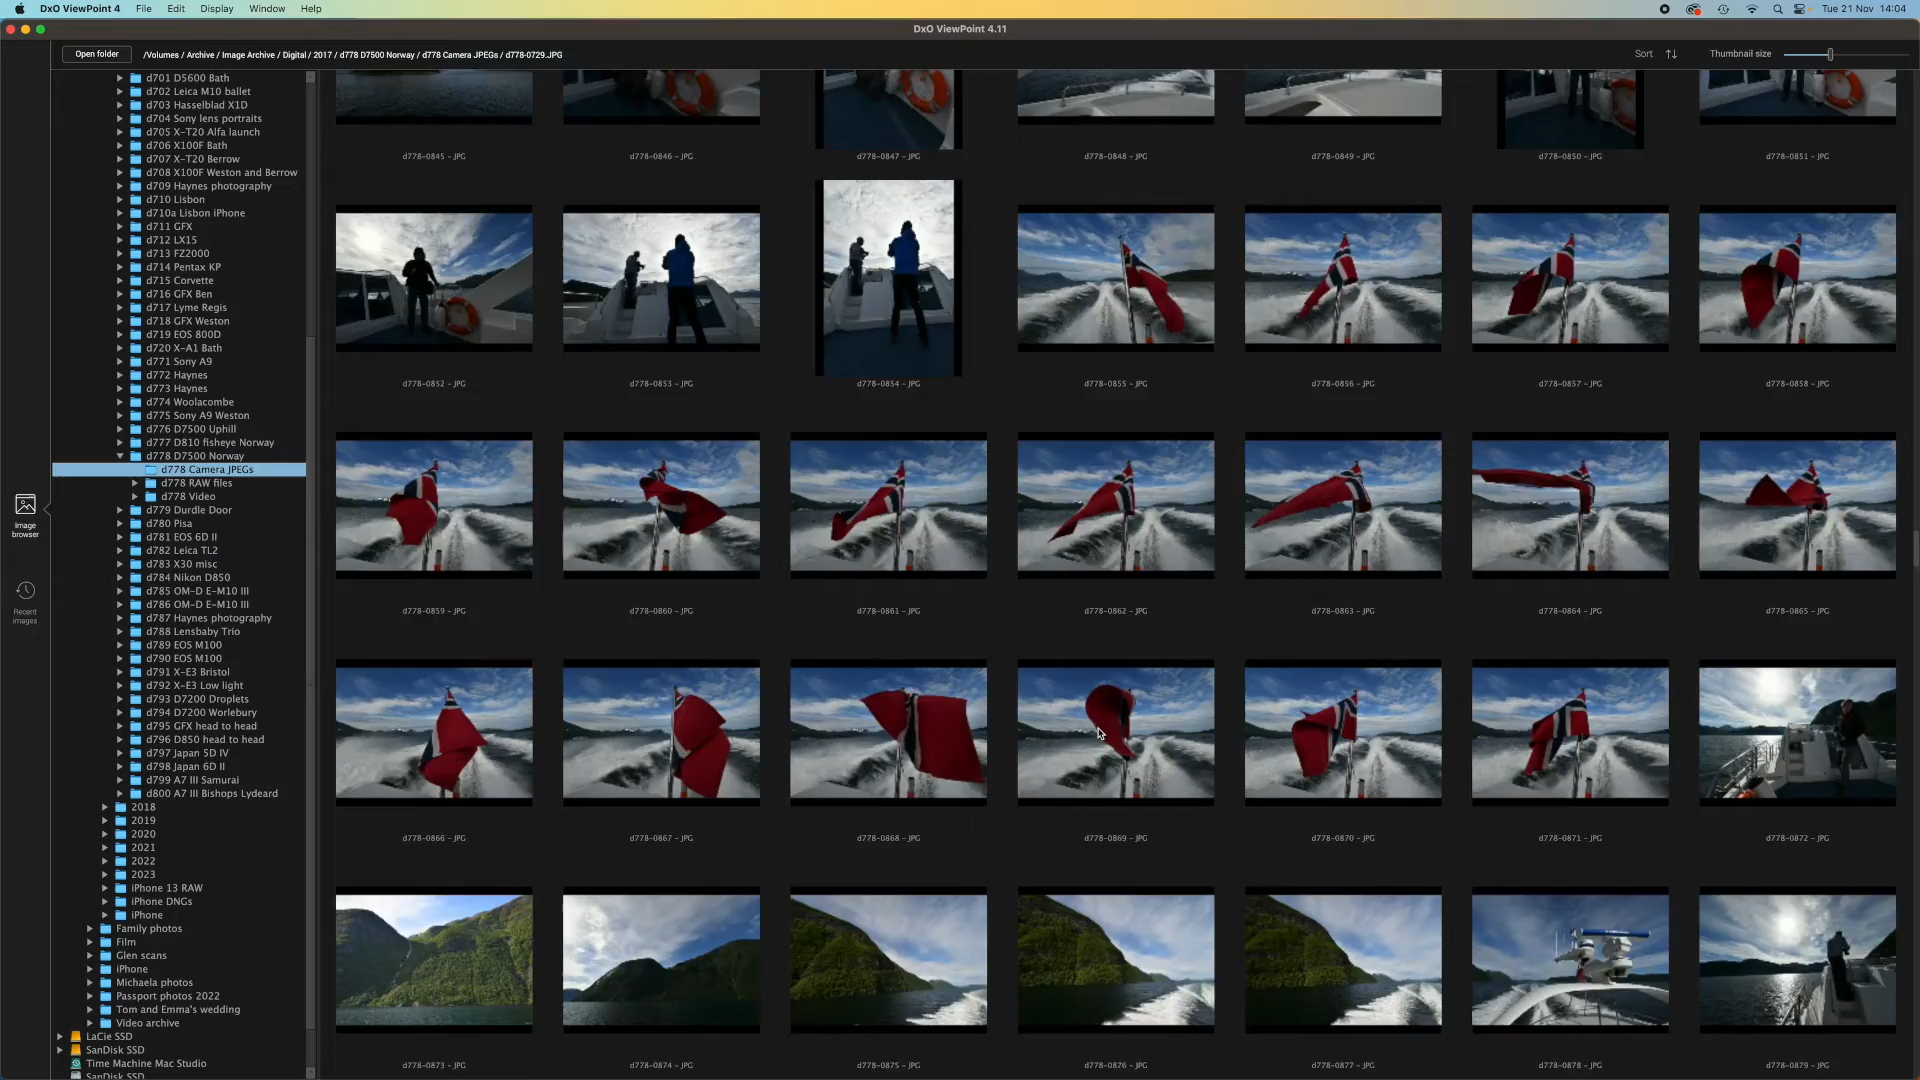 DxO ViewPoint 4 File Edit Display Window Help Tue 21 Nov 14:04
DxO ViewPoint 4.11
Open folder /Volumes / Archive / Image Archive / Digital / 2017 / d778 D7500 Norway / d778 Camera JPEGs / d778-0729.JPG Sort Thumbnail size
d701 D5600 Bath
d702 Leica M10 ballet
d703 Hasselblad X1D
d704 Sony lens portraits
d705 X-T20 Alfa launch
d706 X100F Bath
d707 X-T20 Berrow
d708 X100F Weston and Berrow
d709 Haynes photography
d710 Lisbon
d710a Lisbon iPhone
d711 GFX
d712 LX15
d713 FZ2000
d714 Pentax KP
d715 Corvette
d716 GFX Ben
d717 Lyme Regis
d718 GFX Weston
d719 EOS 800D
d720 X-A1 Bath
d771 Sony A9
d772 Haynes
d773 Haynes
d774 Woolacombe
d775 Sony A9 Weston
d776 D7500 Uphill
d777 D810 fisheye Norway
d778 D7500 Norway
d778 Camera JPEGs
d778 RAW files
d778 Video
d779 Durdle Door
d780 Pisa
d781 EOS 6D II
d782 Leica TL2
d783 X30 misc
d784 Nikon D850
d785 OM-D E-M10 III
d786 OM-D E-M10 III
d787 Haynes photography
d788 Lensbaby Trio
d789 EOS M100
d790 EOS M100
d791 X-E3 Bristol
d792 X-E3 Low light
d793 D7200 Droplets
d794 D7200 Worlebury
d795 GFX head to head
d796 D850 head to head
d797 Japan 5D IV
d798 Japan 6D II
d799 A7 III Samurai
d800 A7 III Bishops Lydeard
2018
2019
2020
2021
2022
2023
iPhone 13 RAW
iPhone DNGs
iPhone
Family photos
Film
Glen scans
iPhone
Michaela photos
Passport photos 2022
Tom and Emma's wedding
Video archive
LaCie SSD
SanDisk SSD
Time Machine Mac Studio
SanDisk SSD
Image
browser
Recent
images
d778-0845 - JPG d778-0846 - JPG d778-0847 - JPG d778-0848 - JPG d778-0849 - JPG d778-0850 - JPG d778-0851 - JPG
d778-0852 - JPG d778-0853 - JPG d778-0854 - JPG d778-0855 - JPG d778-0856 - JPG d778-0857 - JPG d778-0858 - JPG
d778-0859 - JPG d778-0860 - JPG d778-0861 - JPG d778-0862 - JPG d778-0863 - JPG d778-0864 - JPG d778-0865 - JPG
d778-0866 - JPG d778-0867 - JPG d778-0868 - JPG d778-0869 - JPG d778-0870 - JPG d778-0871 - JPG d778-0872 - JPG
d778-0873 - JPG d778-0874 - JPG d778-0875 - JPG d778-0876 - JPG d778-0877 - JPG d778-0878 - JPG d778-0879 - JPG